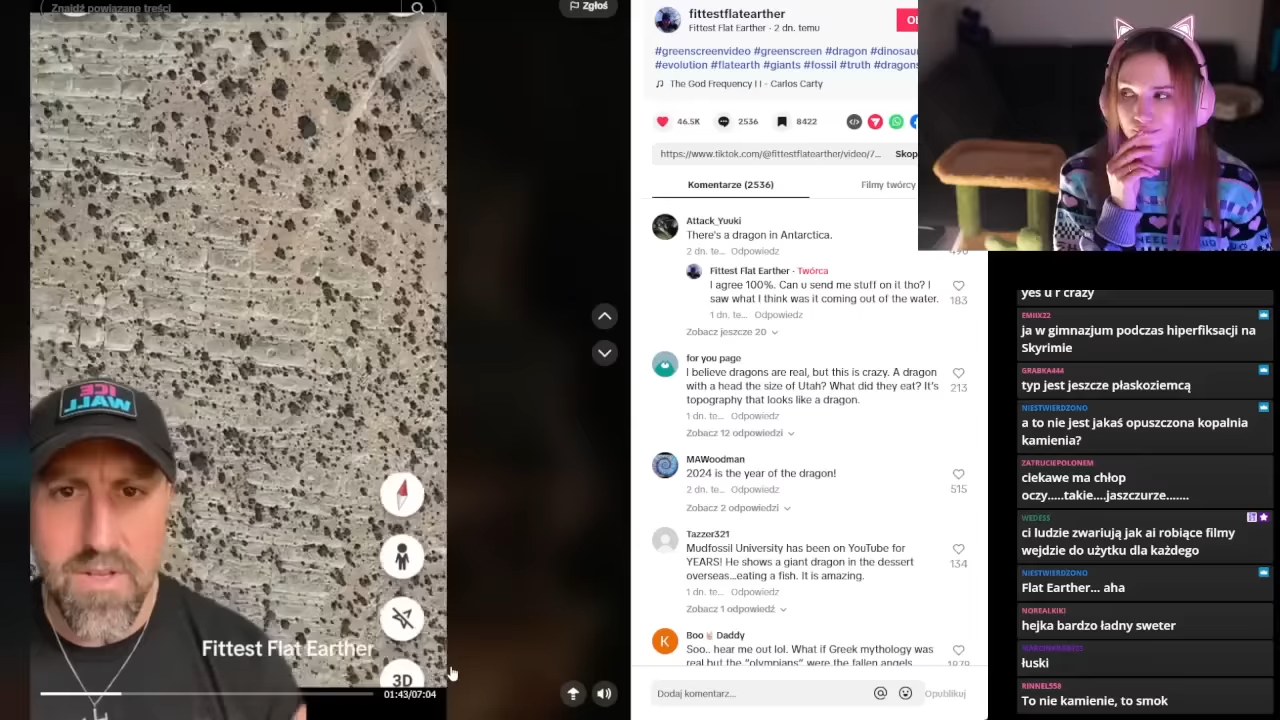 Znajdź powiązane treści
Zgłoś
ICE
WALL
3D
Fittest Flat Earther
01:43/07:04
fittestflatearther
Fittest Flat Earther · 2 dn. temu
#greenscreenvideo #greenscreen #dragon #dinosau
#evolution #flatearth #giants #fossil #truth #dragons
The God Frequency I I - Carlos Carty
46.5K
2536
8422
https://www.tiktok.com/@fittestflatearther/video/7...
Skop
Komentarze (2536)
Filmy twórcy
Attack_Yuuki
There's a dragon in Antarctica.
2 dn. te... Odpowiedz
Fittest Flat Earther · Twórca
I agree 100%. Can u send me stuff on it tho? I
saw what I think was it coming out of the water.
183
1 dn. te... Odpowiedz
Zobacz jeszcze 20
for you page
I believe dragons are real, but this is crazy. A dragon
with a head the size of Utah? What did they eat? It's
topography that looks like a dragon.
213
1 dn. te... Odpowiedz
Zobacz 12 odpowiedzi
MAWoodman
2024 is the year of the dragon!
515
2 dn. te... Odpowiedz
Zobacz 2 odpowiedzi
Tazzer321
Mudfossil University has been on YouTube for
YEARS! He shows a giant dragon in the dessert
overseas...eating a fish. It is amazing.
134
1 dn. te... Odpowiedz
Zobacz 1 odpowiedź
K
Boo Daddy
Soo.. hear me out lol. What if Greek mythology was
real but the "olympians" were the fallen angels
1979
Dodaj komentarz...
Opublikuj
yes u r crazy
EMIIX22
ja w gimnazjum podczas hiperfiksacji na
Skyrimie
GRABKA444
typ jest jeszcze płaskoziemcą
NIESTWIERDZONO
a to nie jest jakaś opuszczona kopalnia
kamienia?
ZATRUCIEPOLONEM
ciekawe ma chłop
oczy.....takie....jaszczurze.......
WEDESS
ci ludzie zwariują jak ai robiące filmy
wejdzie do użytku dla każdego
NIESTWIERDZONO
Flat Earther... aha
NOREALKIKI
hejka bardzo ładny sweter
łuski
RINNEL558
To nie kamienie, to smok